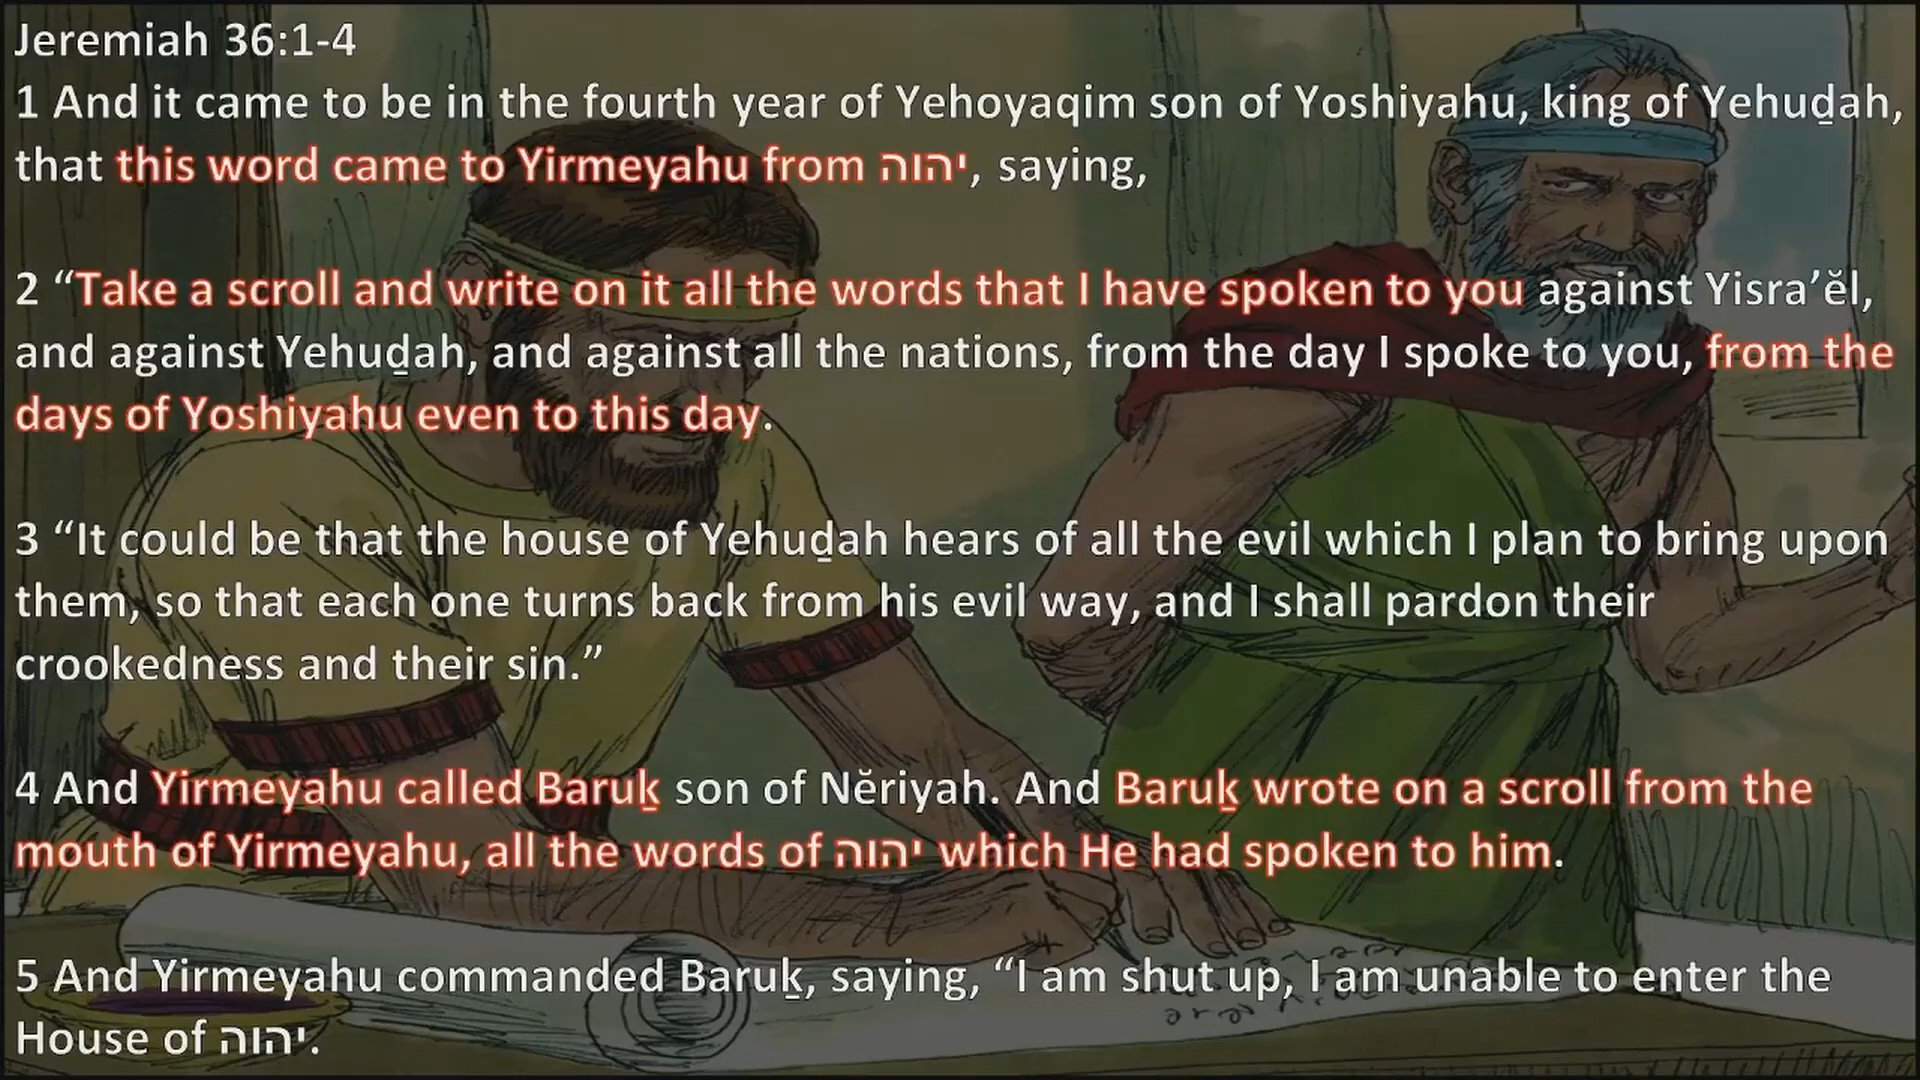 Jeremiah 36:1-4
1 And it came to be in the fourth year of Yehoyaqim son of Yoshiyahu, king of Yehuḏah,
that this word came to Yirmeyahu from יהוה, saying,
2 “Take a scroll and write on it all the words that I have spoken to you against Yisra’ĕl,
and against Yehuḏah, and against all the nations, from the day I spoke to you, from the
days of Yoshiyahu even to this day.
3 “It could be that the house of Yehuḏah hears of all the evil which I plan to bring upon
them, so that each one turns back from his evil way, and I shall pardon their
crookedness and their sin.”
4 And Yirmeyahu called Baruḵ son of Nĕriyah. And Baruḵ wrote on a scroll from the
mouth of Yirmeyahu, all the words of יהוה which He had spoken to him.
5 And Yirmeyahu commanded Baruḵ, saying, “I am shut up, I am unable to enter the
House of יהוה.